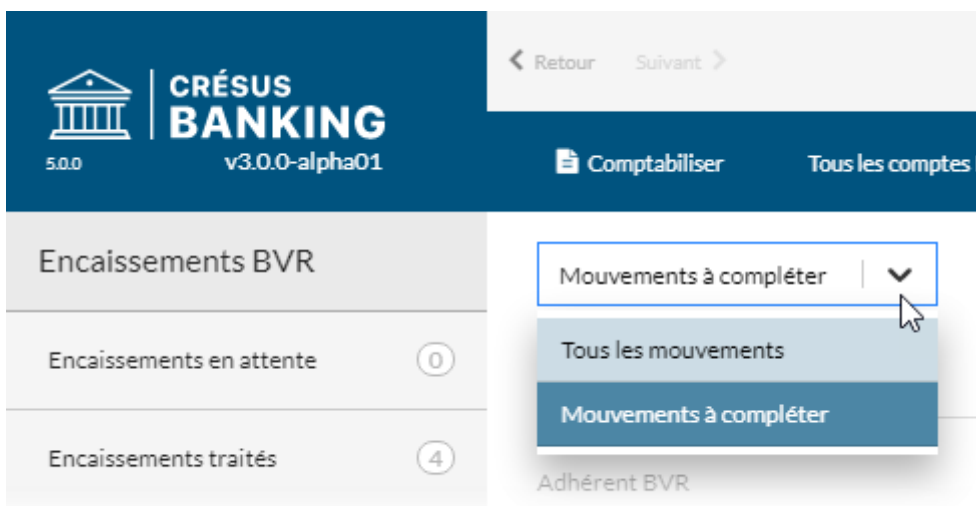 Retour Suivant
CRÉSUS
BANKING
5.0.0 v3.0.0-alpha01
Comptabiliser Tous les comptes
Encaissements BVR
Mouvements à compléter
Encaissements en attente 0
Tous les mouvements
Mouvements à compléter
Encaissements traités 4
Adhérent BVR